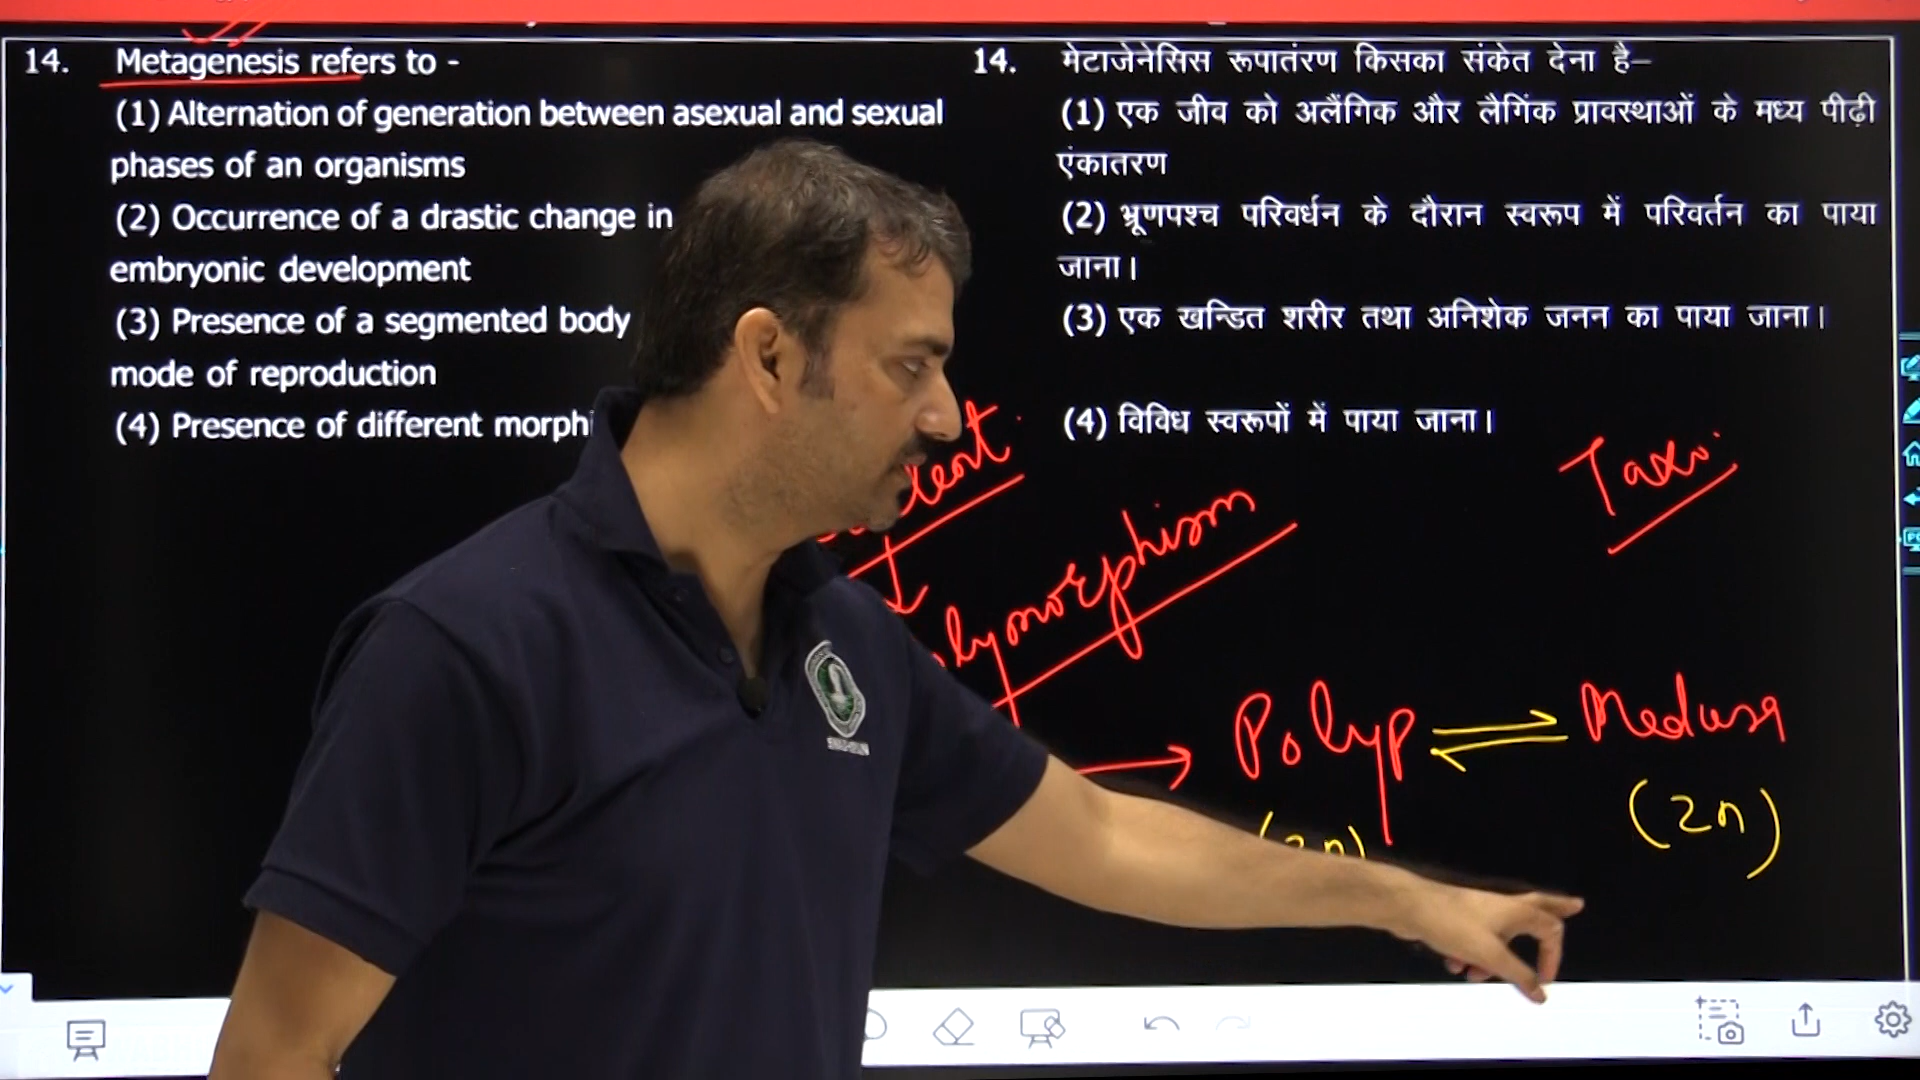 14. Metagenesis refers to -
(1) Alternation of generation between asexual and sexual
phases of an organisms
(2) Occurrence of a drastic change in
embryonic development
(3) Presence of a segmented body
mode of reproduction
(4) Presence of different
14. मेटाजेनेसिस रूपातंरण किसका संकेत देना है–
(1) एक जीव को अलैंगिक और लैगिंक प्रावस्थाओं के मध्य पीढ़ी
एंकातरण
(2) भ्रूणपश्च परिवर्धन के दौरान स्वरूप में परिवर्तन का पाया
जाना।
(3) एक खन्डित शरीर तथा अनिशेक जनन का पाया जाना।
(4) विविध स्वरूपों में पाया जाना।
Polyp ⇌ Medusa
(2n)